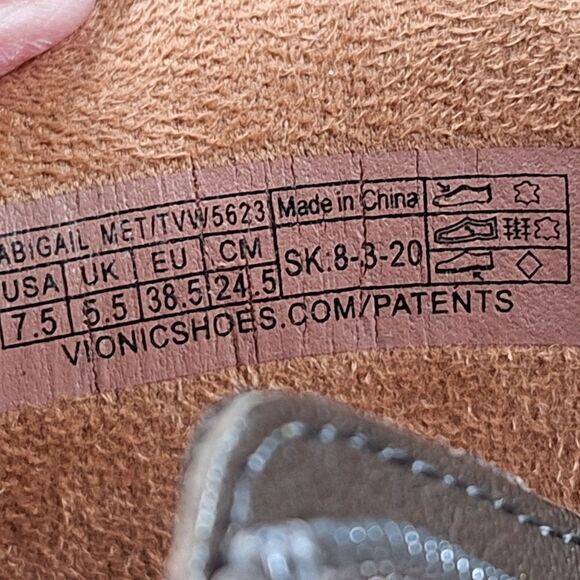 ABIGAIL MET/TVW5623 Made in China
USA UK EU CM SK:8-3-20
7.5 5.5 38.5 24.5
VIONICSHOES.COM/PATENTS